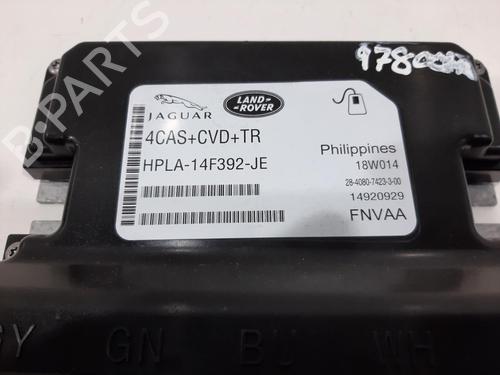 JAGUAR
LAND-
ROVER
4CAS+CVD+TR
HPLA-14F392-JE
Philippines
18W014
28-4080-7423-3-00
14920929
FNVAA
GY GN BU WH
B-PARTS